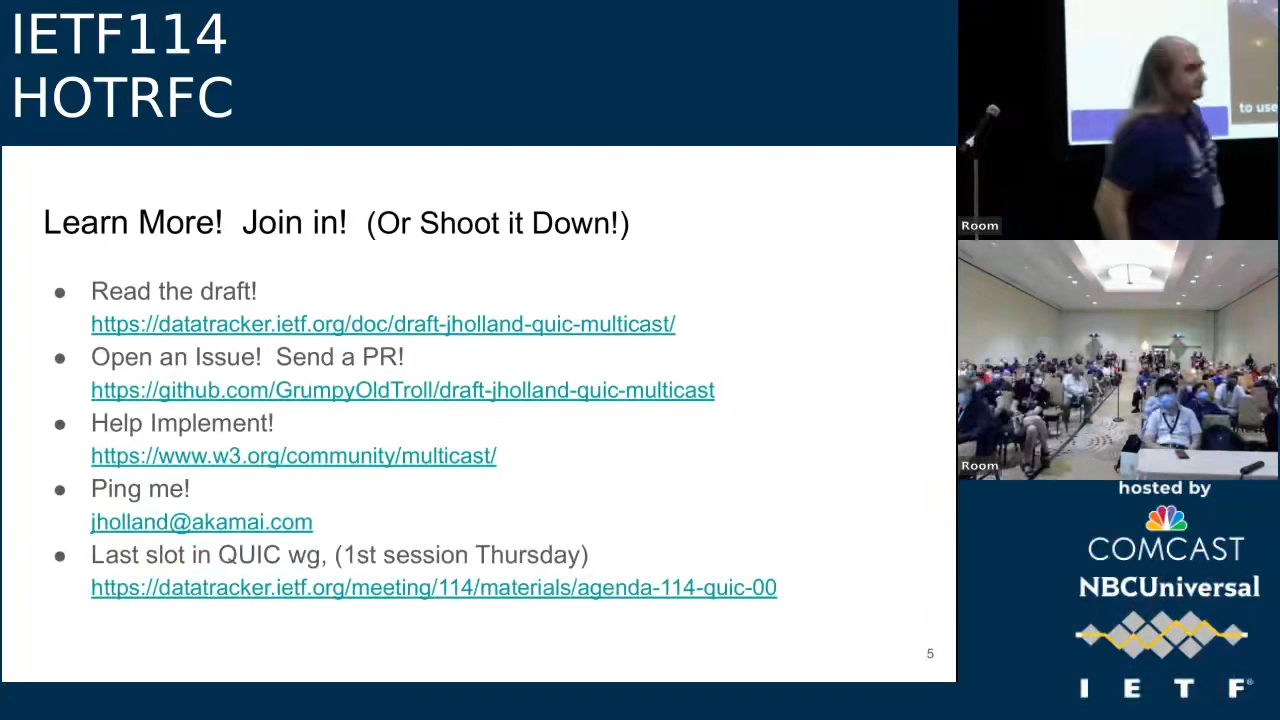 IETF114
HOTRFC
Learn More!  Join in!  (Or Shoot it Down!)
● Read the draft!
https://datatracker.ietf.org/doc/draft-jholland-quic-multicast/
● Open an Issue!  Send a PR!
https://github.com/GrumpyOldTroll/draft-jholland-quic-multicast
● Help Implement!
https://www.w3.org/community/multicast/
● Ping me!
jholland@akamai.com
● Last slot in QUIC wg, (1st session Thursday)
https://datatracker.ietf.org/meeting/114/materials/agenda-114-quic-00
5
to use
Room
Room
hosted by
COMCAST
NBCUniversal
IETF®